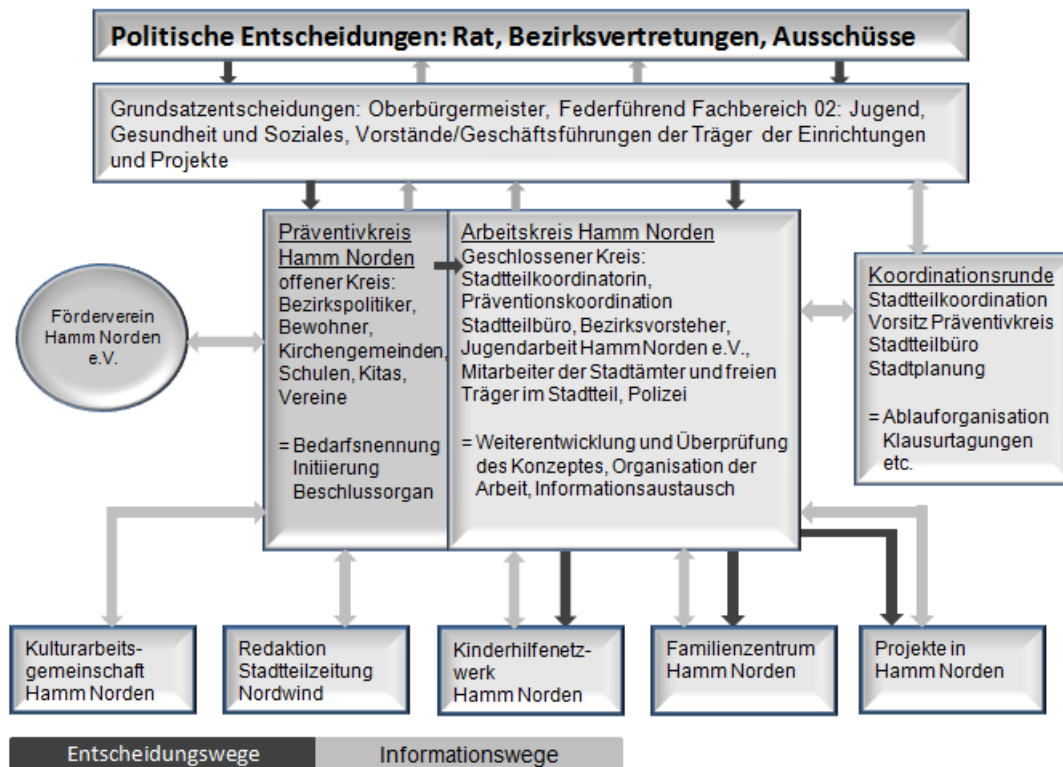 Politische Entscheidungen: Rat, Bezirksvertretungen, Ausschüsse
Grundsatzentscheidungen: Oberbürgermeister, Federführend Fachbereich 02: Jugend,
Gesundheit und Soziales, Vorstände/Geschäftsführungen der Träger der Einrichtungen
und Projekte
Förderverein
Hamm Norden
e.V.
Präventivkreis
Hamm Norden
offener Kreis:
Bezirkspolitiker,
Bewohner,
Kirchengemeinden,
Schulen, Kitas,
Vereine
= Bedarfsnennung
Initiierung
Beschlussorgan
Arbeitskreis Hamm Norden
Geschlossener Kreis:
Stadtteilkoordinatorin,
Präventionskoordination
Stadtteilbüro, Bezirksvorsteher,
Jugendarbeit Hamm Norden e.V.,
Mitarbeiter der Stadtämter und freien
Träger im Stadtteil, Polizei
= Weiterentwicklung und Überprüfung
des Konzeptes, Organisation der
Arbeit, Informationsaustausch
Koordinationsrunde
Stadtteilkoordination
Vorsitz Präventivkreis
Stadtteilbüro
Stadtplanung
= Ablauforganisation
Klausurtagungen
etc.
Kulturarbeits-
gemeinschaft
Hamm Norden
Redaktion
Stadtteilzeitung
Nordwind
Kinderhilfenetz-
werk
Hamm Norden
Familienzentrum
Hamm Norden
Projekte in
Hamm Norden
Entscheidungswege
Informationswege